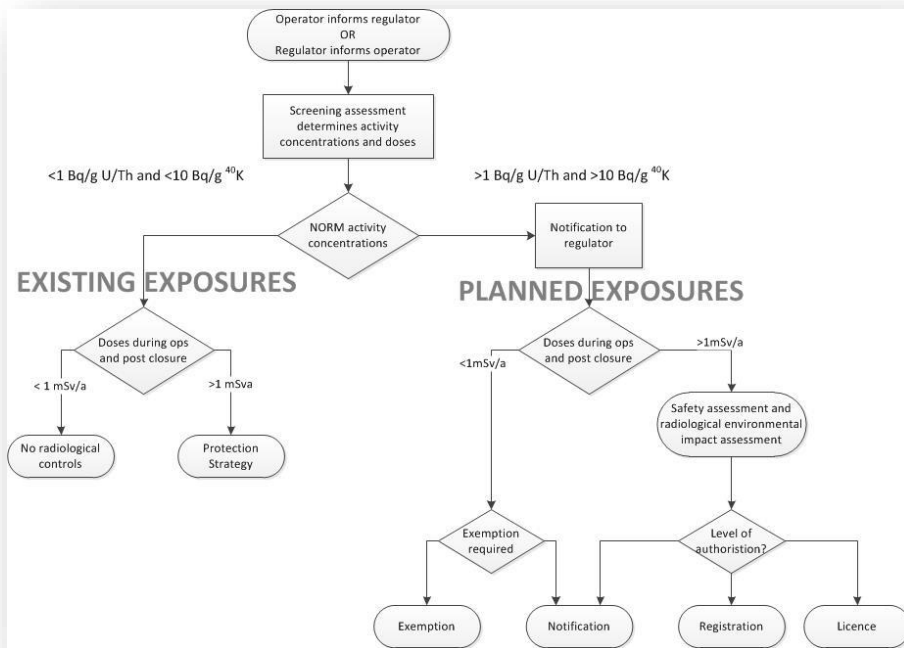 Operator informs regulator
OR
Regulator informs operator
Screening assessment
determines activity
concentrations and doses
<1 Bq/g U/Th and <10 Bq/g ⁴⁰K
>1 Bq/g U/Th and >10 Bq/g ⁴⁰K
NORM activity
concentrations
Notification to
regulator
EXISTING EXPOSURES
PLANNED EXPOSURES
Doses during ops
and post closure
Doses during ops
and post closure
< 1 mSv/a
>1 mSva
<1mSv/a
>1mSv/a
No radiological
controls
Protection
Strategy
Safety assessment and
radiological environmental
impact assessment
Exemption
required
Level of
authoristion?
Exemption
Notification
Registration
Licence